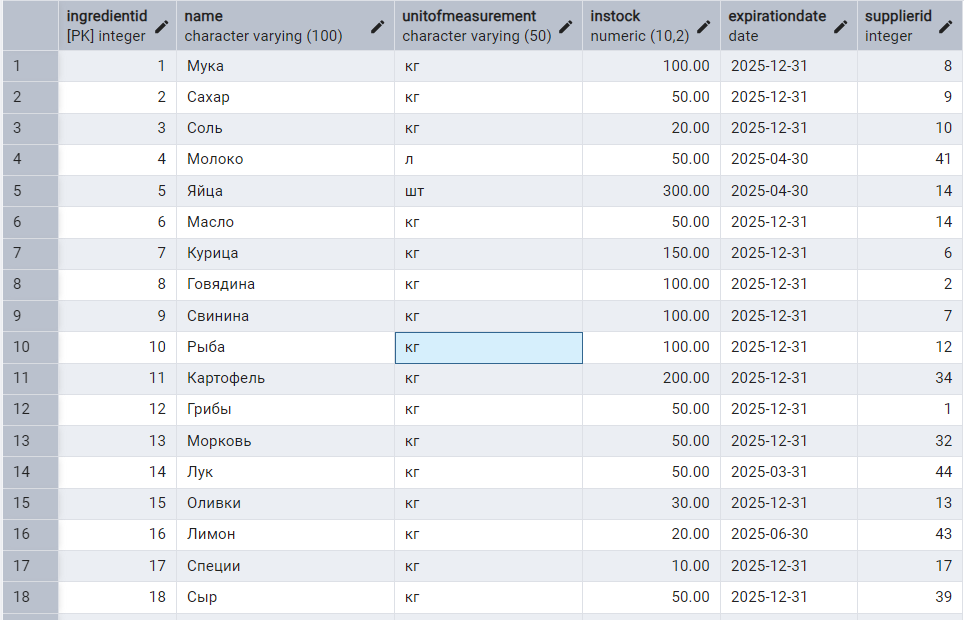 ingredientid name unitofmeasurement instock expirationdate supplierid
[PK] integer character varying (100) character varying (50) numeric (10,2) date integer
1 1 Мука кг 100.00 2025-12-31 8
2 2 Сахар кг 50.00 2025-12-31 9
3 3 Соль кг 20.00 2025-12-31 10
4 4 Молоко л 50.00 2025-04-30 41
5 5 Яйца шт 300.00 2025-04-30 14
6 6 Масло кг 50.00 2025-12-31 14
7 7 Курица кг 150.00 2025-12-31 6
8 8 Говядина кг 100.00 2025-12-31 2
9 9 Свинина кг 100.00 2025-12-31 7
10 10 Рыба кг 100.00 2025-12-31 12
11 11 Картофель кг 200.00 2025-12-31 34
12 12 Грибы кг 50.00 2025-12-31 1
13 13 Морковь кг 50.00 2025-12-31 32
14 14 Лук кг 50.00 2025-03-31 44
15 15 Оливки кг 30.00 2025-12-31 13
16 16 Лимон кг 20.00 2025-06-30 43
17 17 Специи кг 10.00 2025-12-31 17
18 18 Сыр кг 50.00 2025-12-31 39